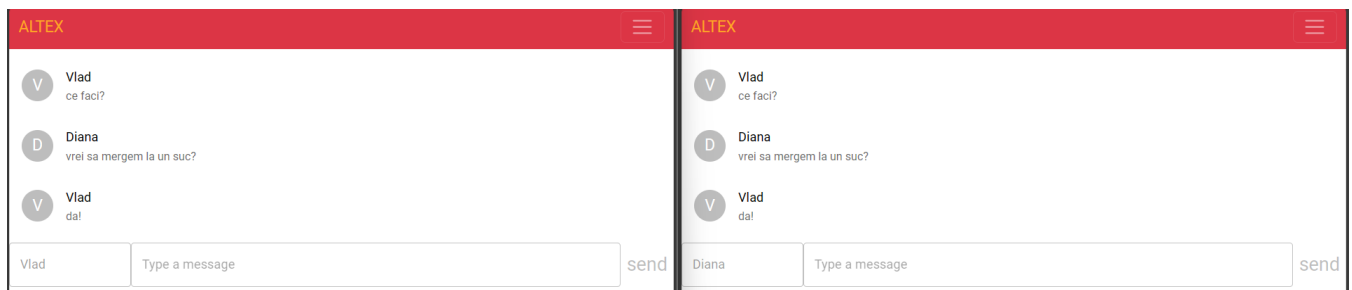 ALTEX
V
Vlad
ce faci?
D
Diana
vrei sa mergem la un suc?
V
Vlad
da!
Vlad
Type a message
send
ALTEX
V
Vlad
ce faci?
D
Diana
vrei sa mergem la un suc?
V
Vlad
da!
Diana
Type a message
send